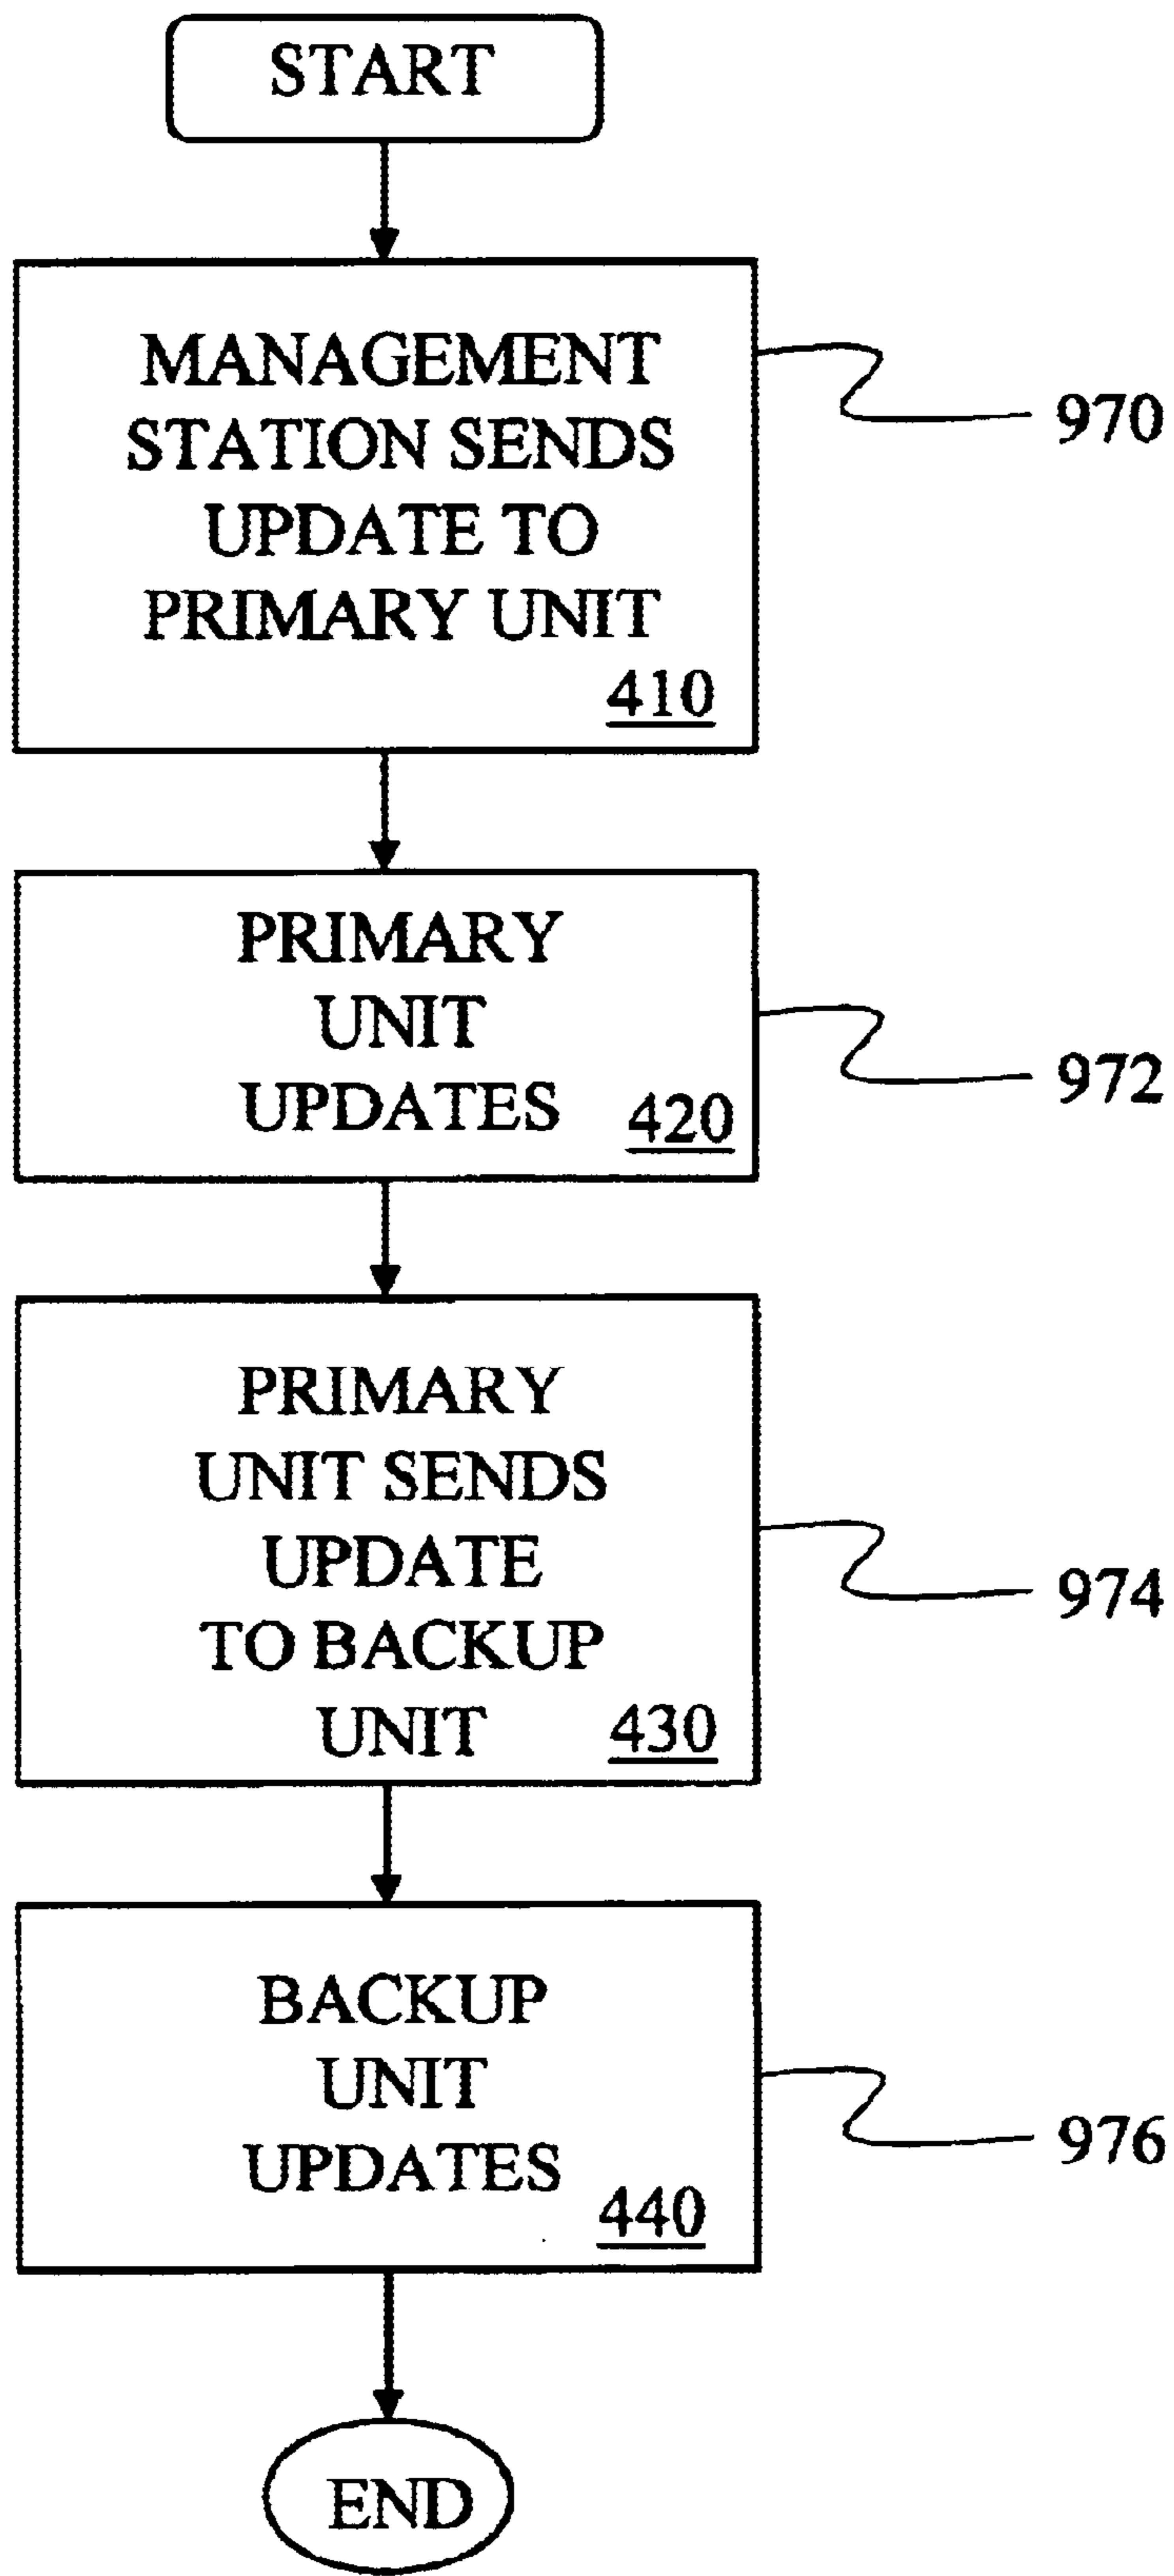 START
MANAGEMENT
STATION SENDS
UPDATE TO
PRIMARY UNIT
410
970
PRIMARY
UNIT
UPDATES
420
972
PRIMARY
UNIT SENDS
UPDATE
TO BACKUP
UNIT
430
974
BACKUP
UNIT
UPDATES
440
976
END